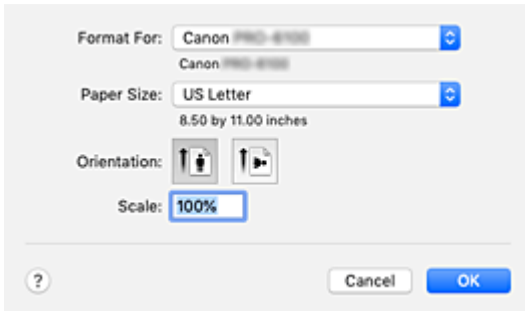 Format For: Canon
Canon
Paper Size: US Letter
8.50 by 11.00 inches
Orientation:
Scale: 100%
? Cancel OK